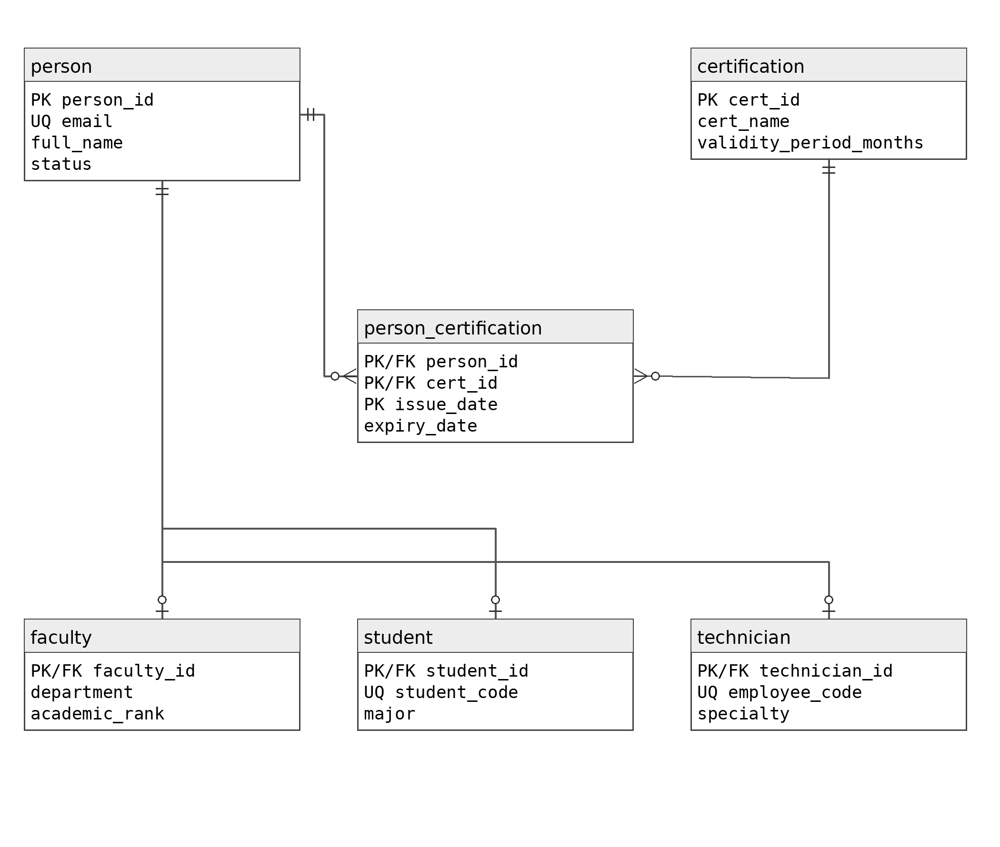 person
PK person_id
UQ email
full_name
status
certification
PK cert_id
cert_name
validity_period_months
person_certification
PK/FK person_id
PK/FK cert_id
PK issue_date
expiry_date
faculty
PK/FK faculty_id
department
academic_rank
student
PK/FK student_id
UQ student_code
major
technician
PK/FK technician_id
UQ employee_code
specialty